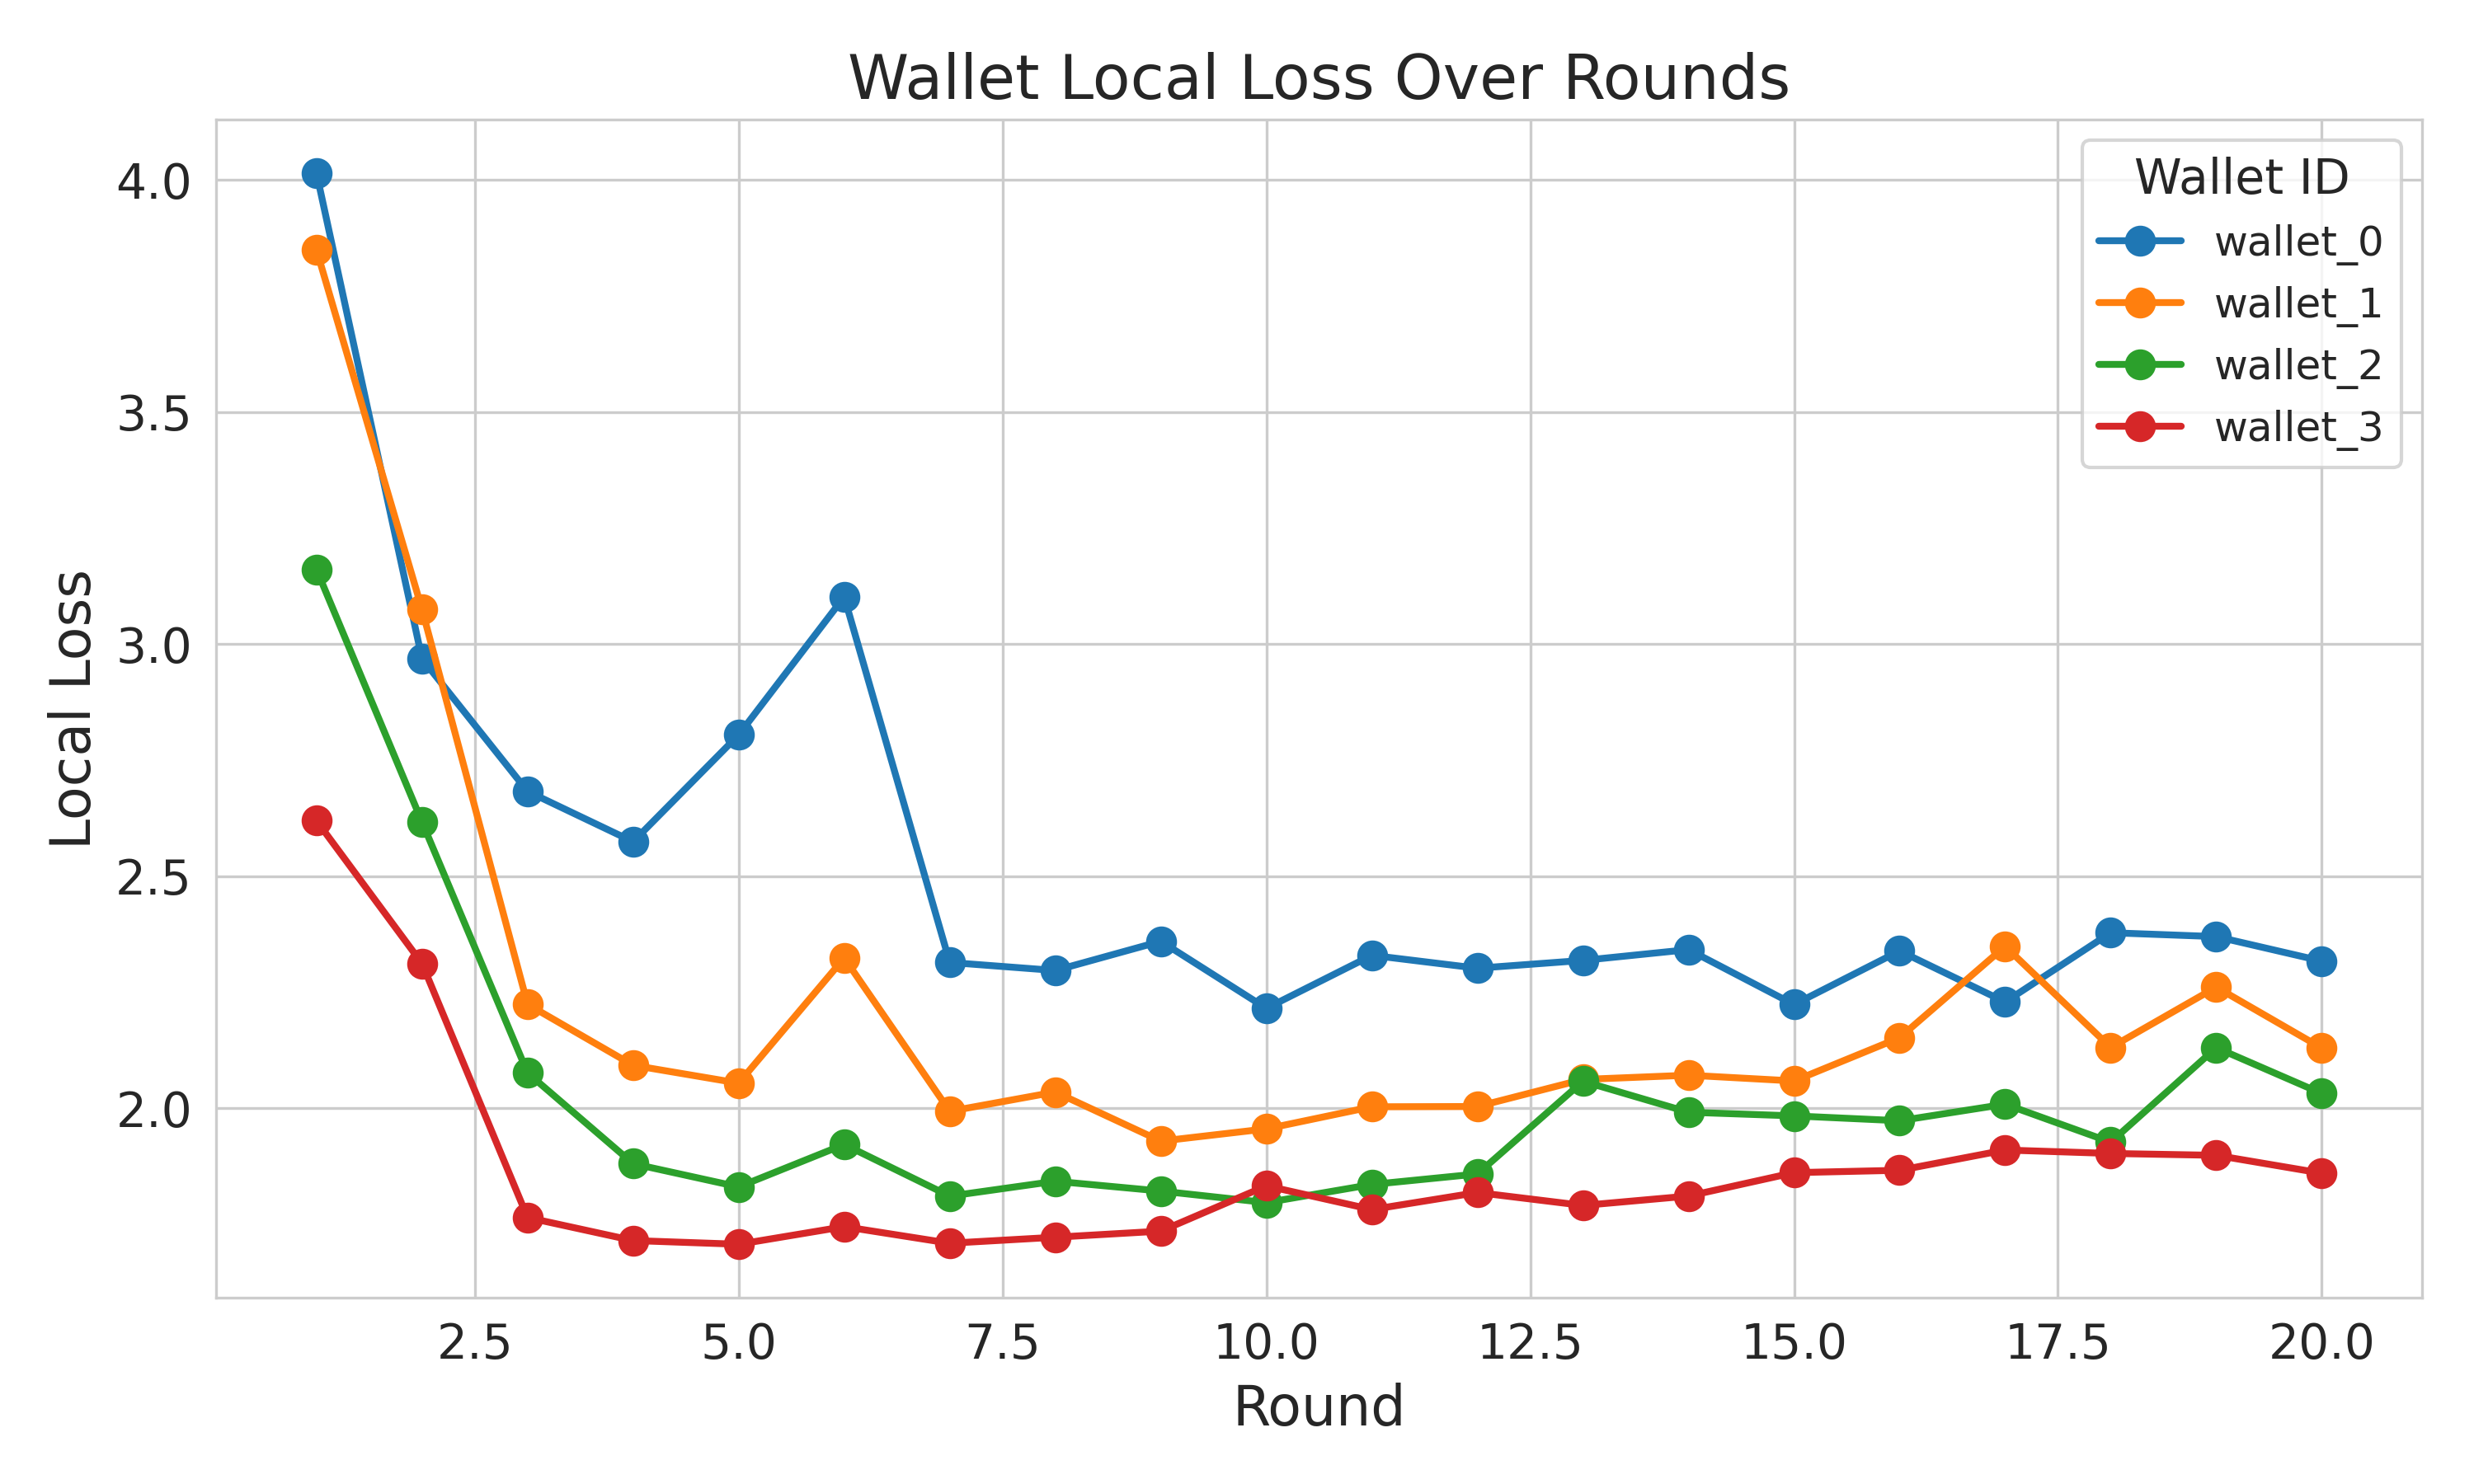 Wallet Local Loss Over Rounds
Wallet ID
wallet_0
wallet_1
wallet_2
wallet_3
Local Loss
4.0
3.5
3.0
2.5
2.0
2.5 5.0 7.5 10.0 12.5 15.0 17.5 20.0
Round